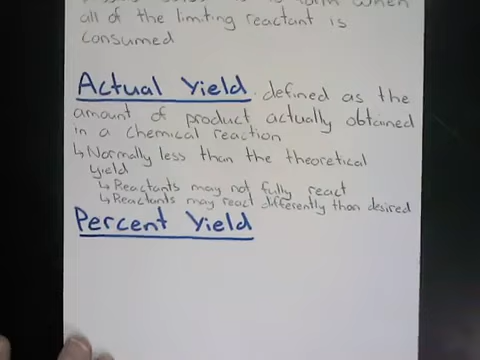 all of the limiting reactant is
consumed
Actual Yield defined as the
amount of product actually obtained
in a chemical reaction
↳ Normally less than the theoretical
yield
↳ Reactants may not fully react
↳ Reactants may react differently than desired
Percent Yield